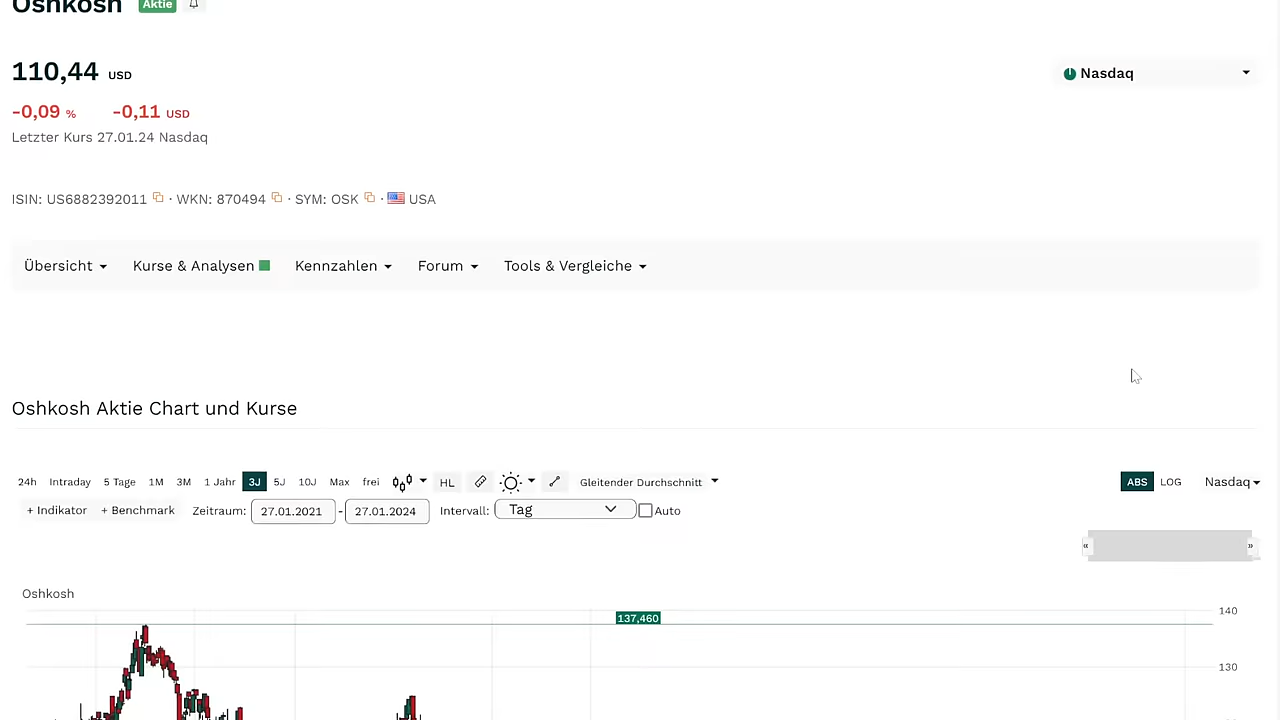 Oshkosh Aktie
110,44 USD
Nasdaq
-0,09 % -0,11 USD
Letzter Kurs 27.01.24 Nasdaq
ISIN: US6882392011 · WKN: 870494 · SYM: OSK · USA
Übersicht Kurse & Analysen Kennzahlen Forum Tools & Vergleiche
Oshkosh Aktie Chart und Kurse
24h Intraday 5 Tage 1M 3M 1 Jahr 3J 5J 10J Max frei HL Gleitender Durchschnitt ABS LOG Nasdaq
+ Indikator + Benchmark Zeitraum: 27.01.2021 - 27.01.2024 Intervall: Tag Auto
« »
Oshkosh
140
137,460
130